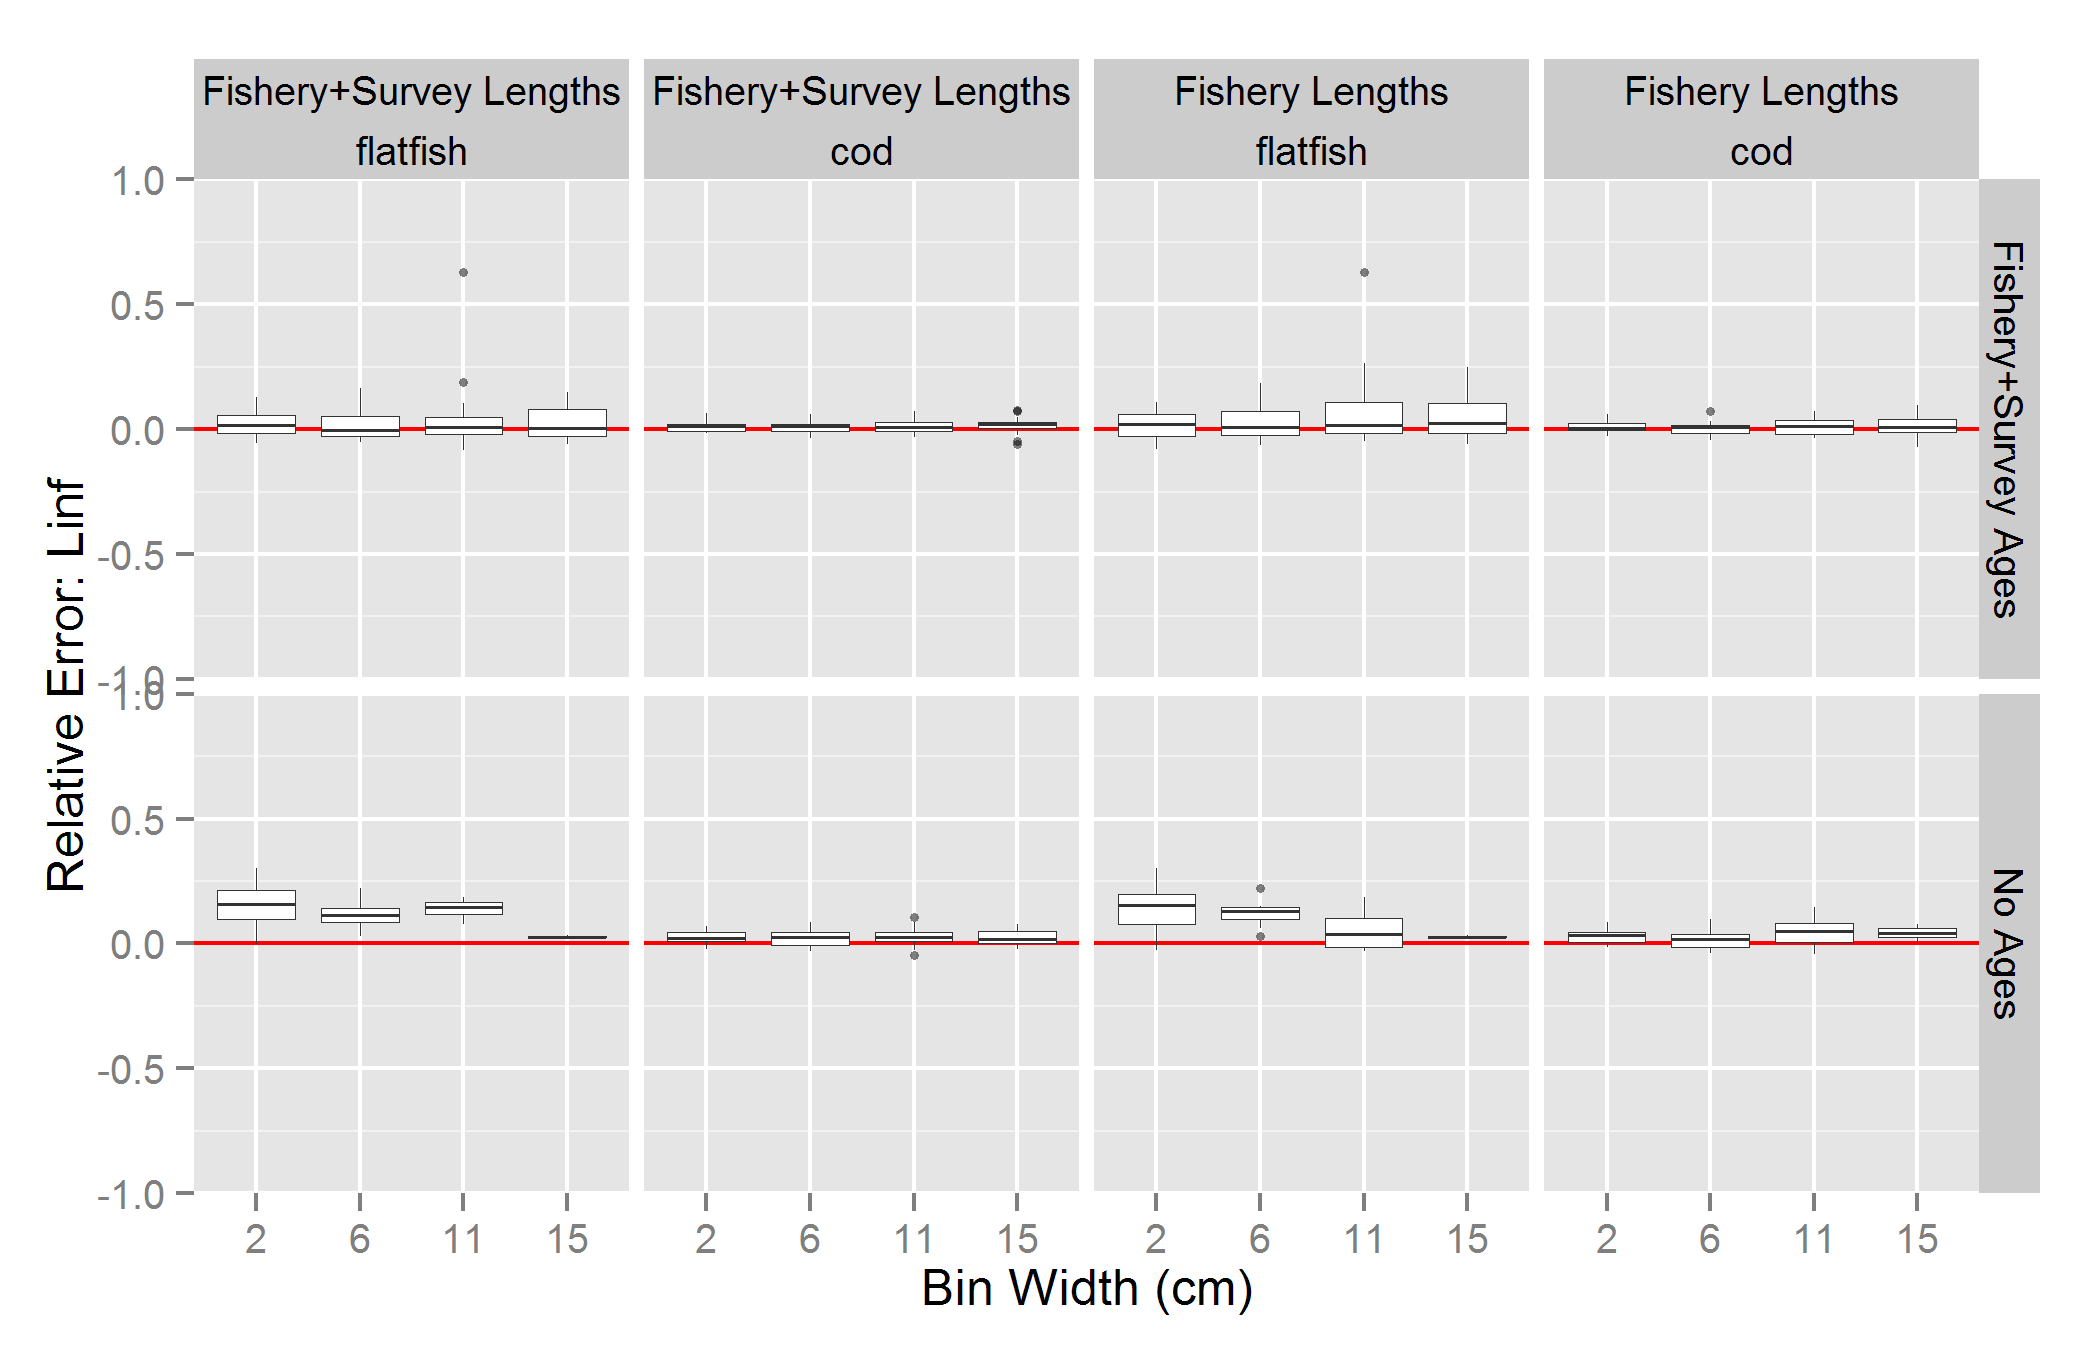 Fishery+Survey Lengths
flatfish
Fishery+Survey Lengths
cod
Fishery Lengths
flatfish
Fishery Lengths
cod
Relative Error: Linf
1.0
0.5
0.0
-0.5
-1.0
Fishery+Survey Ages
1.0
0.5
0.0
-0.5
-1.0
No Ages
2 6 11 15
2 6 11 15
2 6 11 15
2 6 11 15
Bin Width (cm)